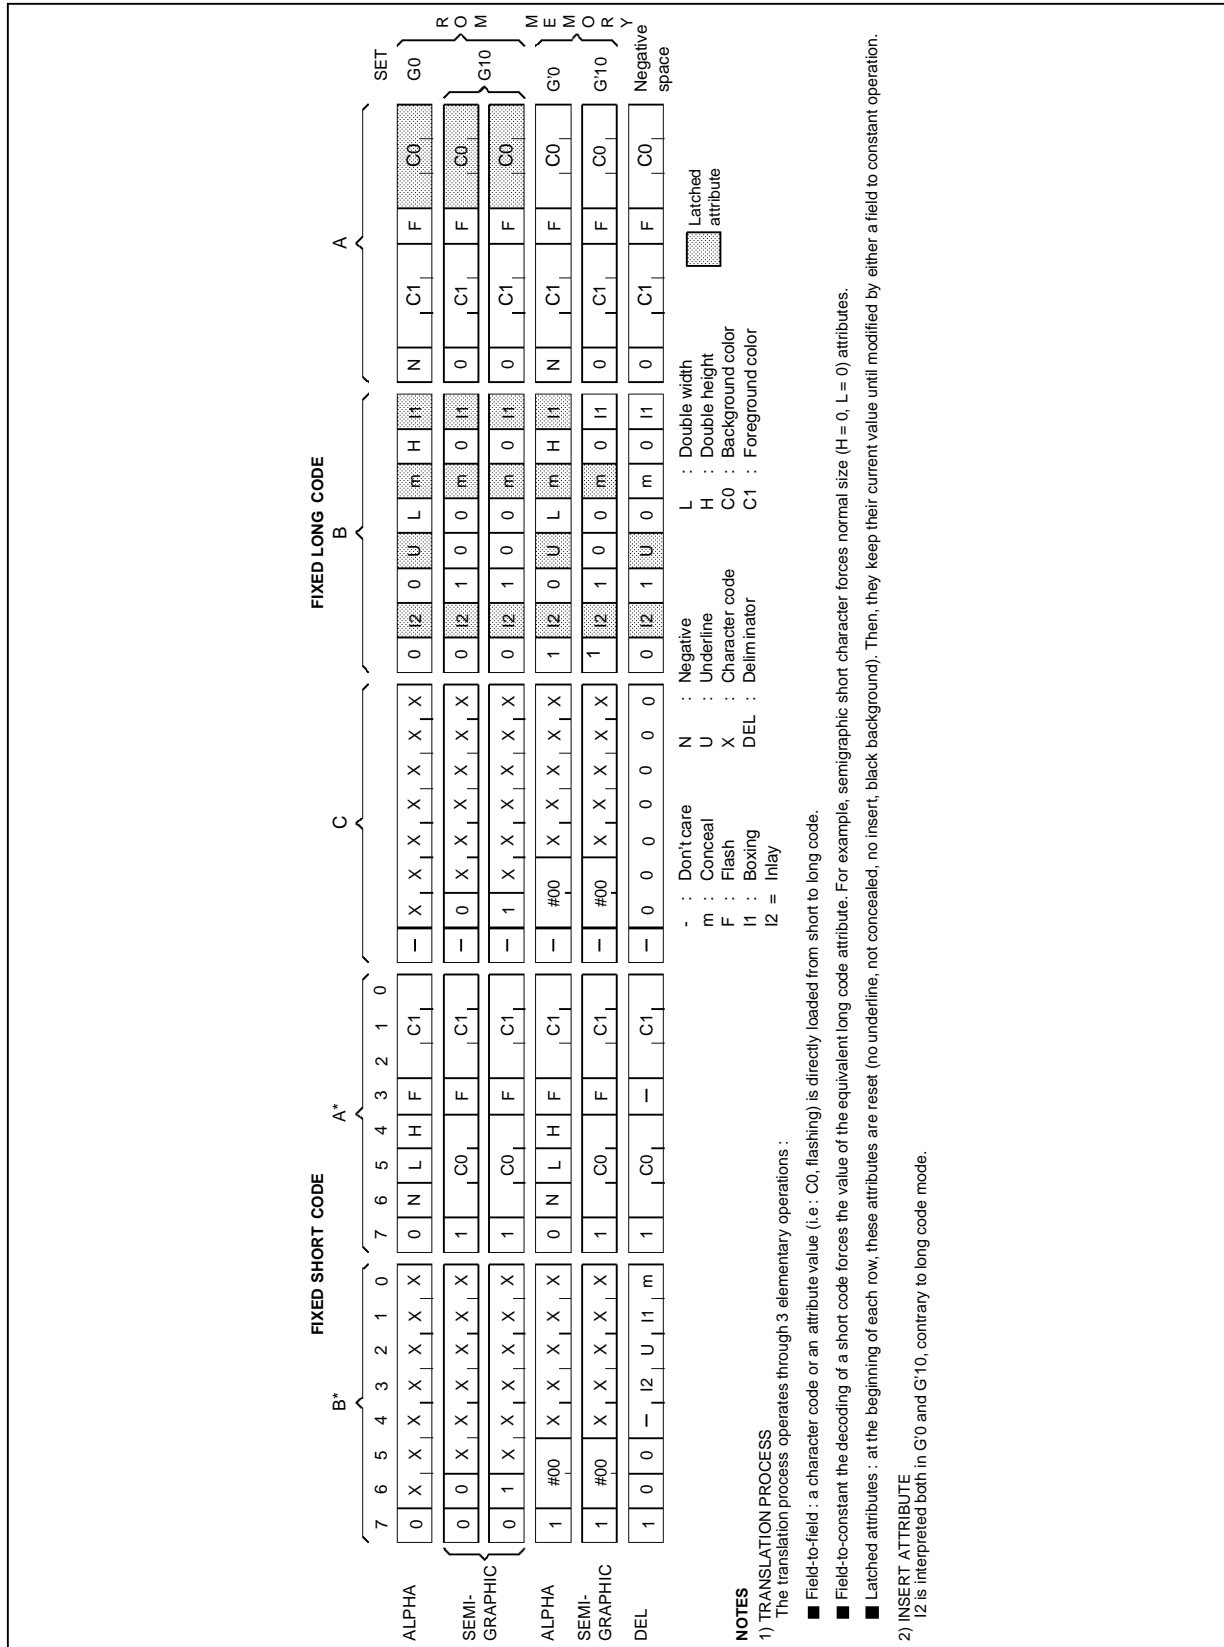 FIXED SHORT CODE FIXED LONG CODE
B* A* C B A SET
7 6 5 4 3 2 1 0 7 6 5 4 3 2 1 0
ALPHA 0 X X X X X X X 0 N L H F C1 – X X X X X X X 0 I2 0 U L m H I1 N C1 F C0 G0
SEMI-GRAPHIC 0 0 X X X X X X 1 C0 F C1 – 0 X X X X X X 0 I2 1 0 0 m 0 I1 0 C1 F C0 G10
0 1 X X X X X X 1 C0 F C1 – 1 X X X X X X 0 I2 1 0 0 m 0 I1 0 C1 F C0
ALPHA 1 #00 X X X X X 0 N L H F C1 – #00 X X X X X 1 I2 0 U L m H I1 N C1 F C0 G'0
SEMI-GRAPHIC 1 #00 X X X X X 1 C0 F C1 – #00 X X X X X 1 I2 1 0 0 m 0 I1 0 C1 F C0 G'10
DEL 1 0 0 – I2 U I1 m 1 C0 – C1 – 0 0 0 0 0 0 0 0 I2 1 U 0 m 0 I1 0 C1 F C0 Negative space
ROM
MEMORY
- : Don't care N : Negative L : Double width Latched
m : Conceal U : Underline H : Double height attribute
F : Flash X : Character code C0 : Background color
I1 : Boxing DEL : Deliminator C1 : Foreground color
I2 = Inlay
NOTES
1) TRANSLATION PROCESS
The translation process operates through 3 elementary operations :
■ Field-to-field : a character code or an attribute value (i.e : C0, flashing) is directly loaded from short to long code.
■ Field-to-constant the decoding of a short code forces the value of the equivalent long code attribute. For example, semigraphic short character forces normal size (H = 0, L = 0) attributes.
■ Latched attributes : at the beginning of each row, these attributes are reset (no underline, not concealed, no insert, black background). Then, they keep their current value until modified by either a field to constant operation.
2) INSERT ATTRIBUTE
I2 is interpreted both in G'0 and G'10, contrary to long code mode.